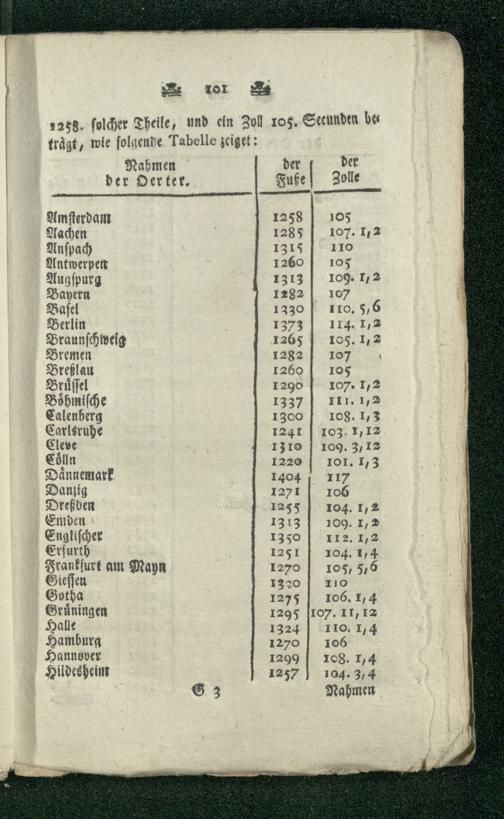 101
1258. solcher Theile, und ein Zoll 105. Secunden be-
trägt, wie folgende Tabelle zeiget:
Nahmen der Fuße der Zolle
der Oerter.
Amsterdam 1258 105
Aachen 1285 107. 1,2
Anspach 1315 110
Antwerpen 1260 105
Augspurg 1313 109. 1,2
Bayern 1282 107
Basel 1330 110. 5,6
Berlin 1373 114. 1,2
Braunschweig 1265 105. 1,2
Bremen 1282 107
Breßlau 1260 105
Brüssel 1290 107. 1,2
Böhmische 1337 111. 1,2
Calenberg 1300 108. 1,3
Carlsruhe 1241 103. 1,12
Cleve 1310 109. 3,12
Cölln 1220 101. 1,3
Dännemark 1404 117
Danzig 1271 106
Dreßden 1255 104. 1,2
Emden 1313 109. 1,2
Englischer 1350 112. 1,2
Erfurth 1251 104. 1,4
Frankfurt am Mayn 1270 105, 5,6
Giessen 1320 110
Gotha 1275 106. 1,4
Grüningen 1295 107. 11,12
Halle 1324 110. 1,4
Hamburg 1270 106
Hannover 1299 108. 1,4
Hildesheim 1257 104. 3,4
G 3 Nahmen